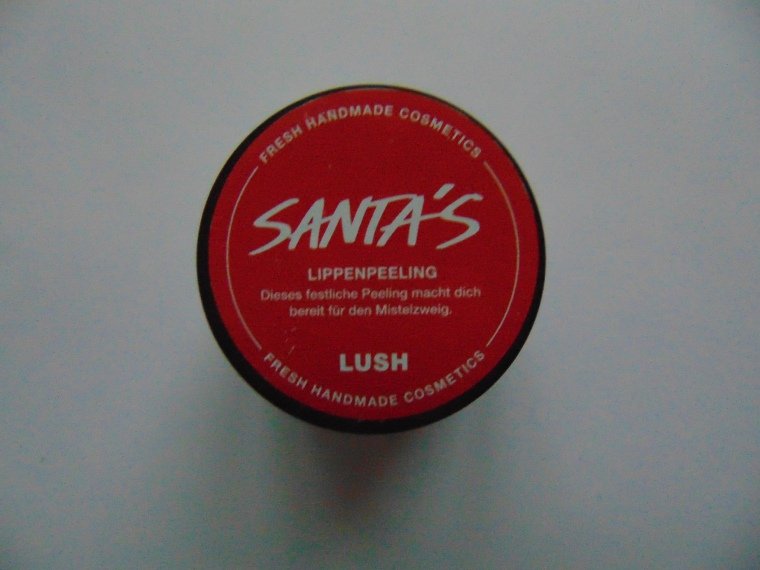 FRESH HANDMADE COSMETICS
SANTA'S
LIPPENPEELING
Dieses festliche Peeling macht dich
bereit für den Mistelzweig.
LUSH
FRESH HANDMADE COSMETICS